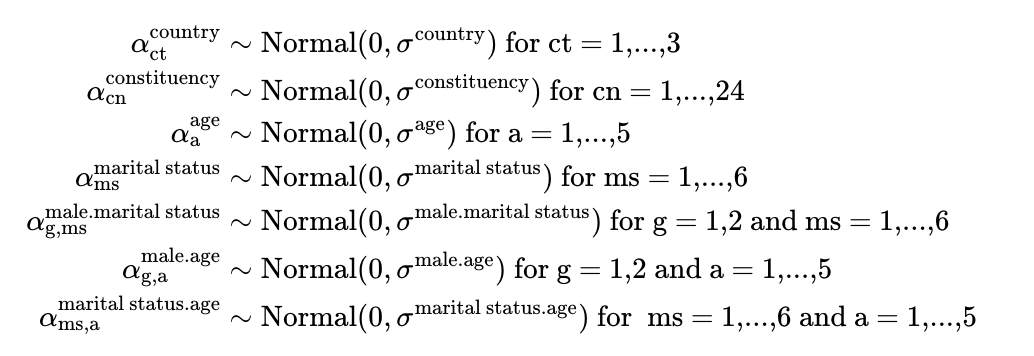 α_ct^country ∼ Normal(0, σ^country) for ct = 1,...,3
α_cn^constituency ∼ Normal(0, σ^constituency) for cn = 1,...,24
α_a^age ∼ Normal(0, σ^age) for a = 1,...,5
α_ms^marital status ∼ Normal(0, σ^marital status) for ms = 1,...,6
α_g,ms^male.marital status ∼ Normal(0, σ^male.marital status) for g = 1,2 and ms = 1,...,6
α_g,a^male.age ∼ Normal(0, σ^male.age) for g = 1,2 and a = 1,...,5
α_ms,a^marital status.age ∼ Normal(0, σ^marital status.age) for ms = 1,...,6 and a = 1,...,5